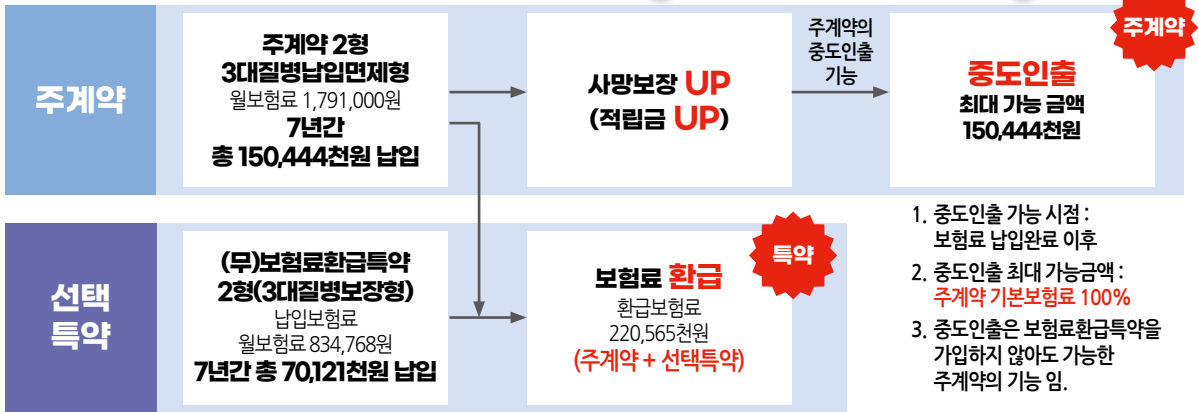 주계약
주계약 2형
3대질병납입면제형
월보험료 1,791,000원
7년간
총 150,444천원 납입
사망보장 UP
(적립금 UP)
주계약의
중도인출
기능
주계약
중도인출
최대 가능 금액
150,444천원
선택
특약
(무)보험료환급특약
2형(3대질병보장형)
납입보험료
월보험료 834,768원
7년간 총 70,121천원 납입
특약
보험료 환급
환급보험료
220,565천원
(주계약 + 선택특약)
1. 중도인출 가능 시점 :
보험료 납입완료 이후
2. 중도인출 최대 가능금액 :
주계약 기본보험료 100%
3. 중도인출은 보험료환급특약을
가입하지 않아도 가능한
주계약의 기능 임.